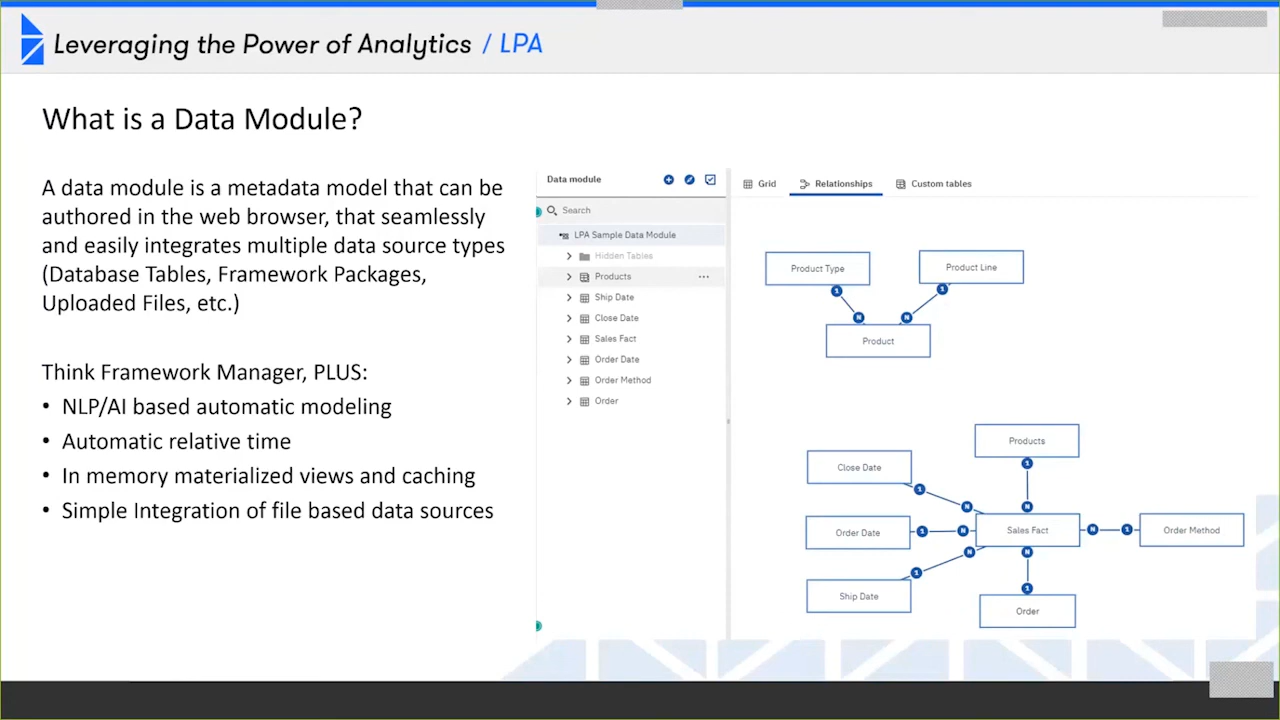 Leveraging the Power of Analytics / LPA
What is a Data Module?
A data module is a metadata model that can be
authored in the web browser, that seamlessly
and easily integrates multiple data source types
(Database Tables, Framework Packages,
Uploaded Files, etc.)
Think Framework Manager, PLUS:
• NLP/AI based automatic modeling
• Automatic relative time
• In memory materialized views and caching
• Simple Integration of file based data sources
Data module
Search
LPA Sample Data Module
Hidden Tables
Products
Ship Date
Close Date
Sales Fact
Order Date
Order Method
Order
Grid Relationships Custom tables
Product Type
Product Line
1 1
N N
Product
Products
1
Close Date
1
N N
Order Date
1 N
Sales Fact
N 1
Order Method
N N
1
Ship Date
1
Order